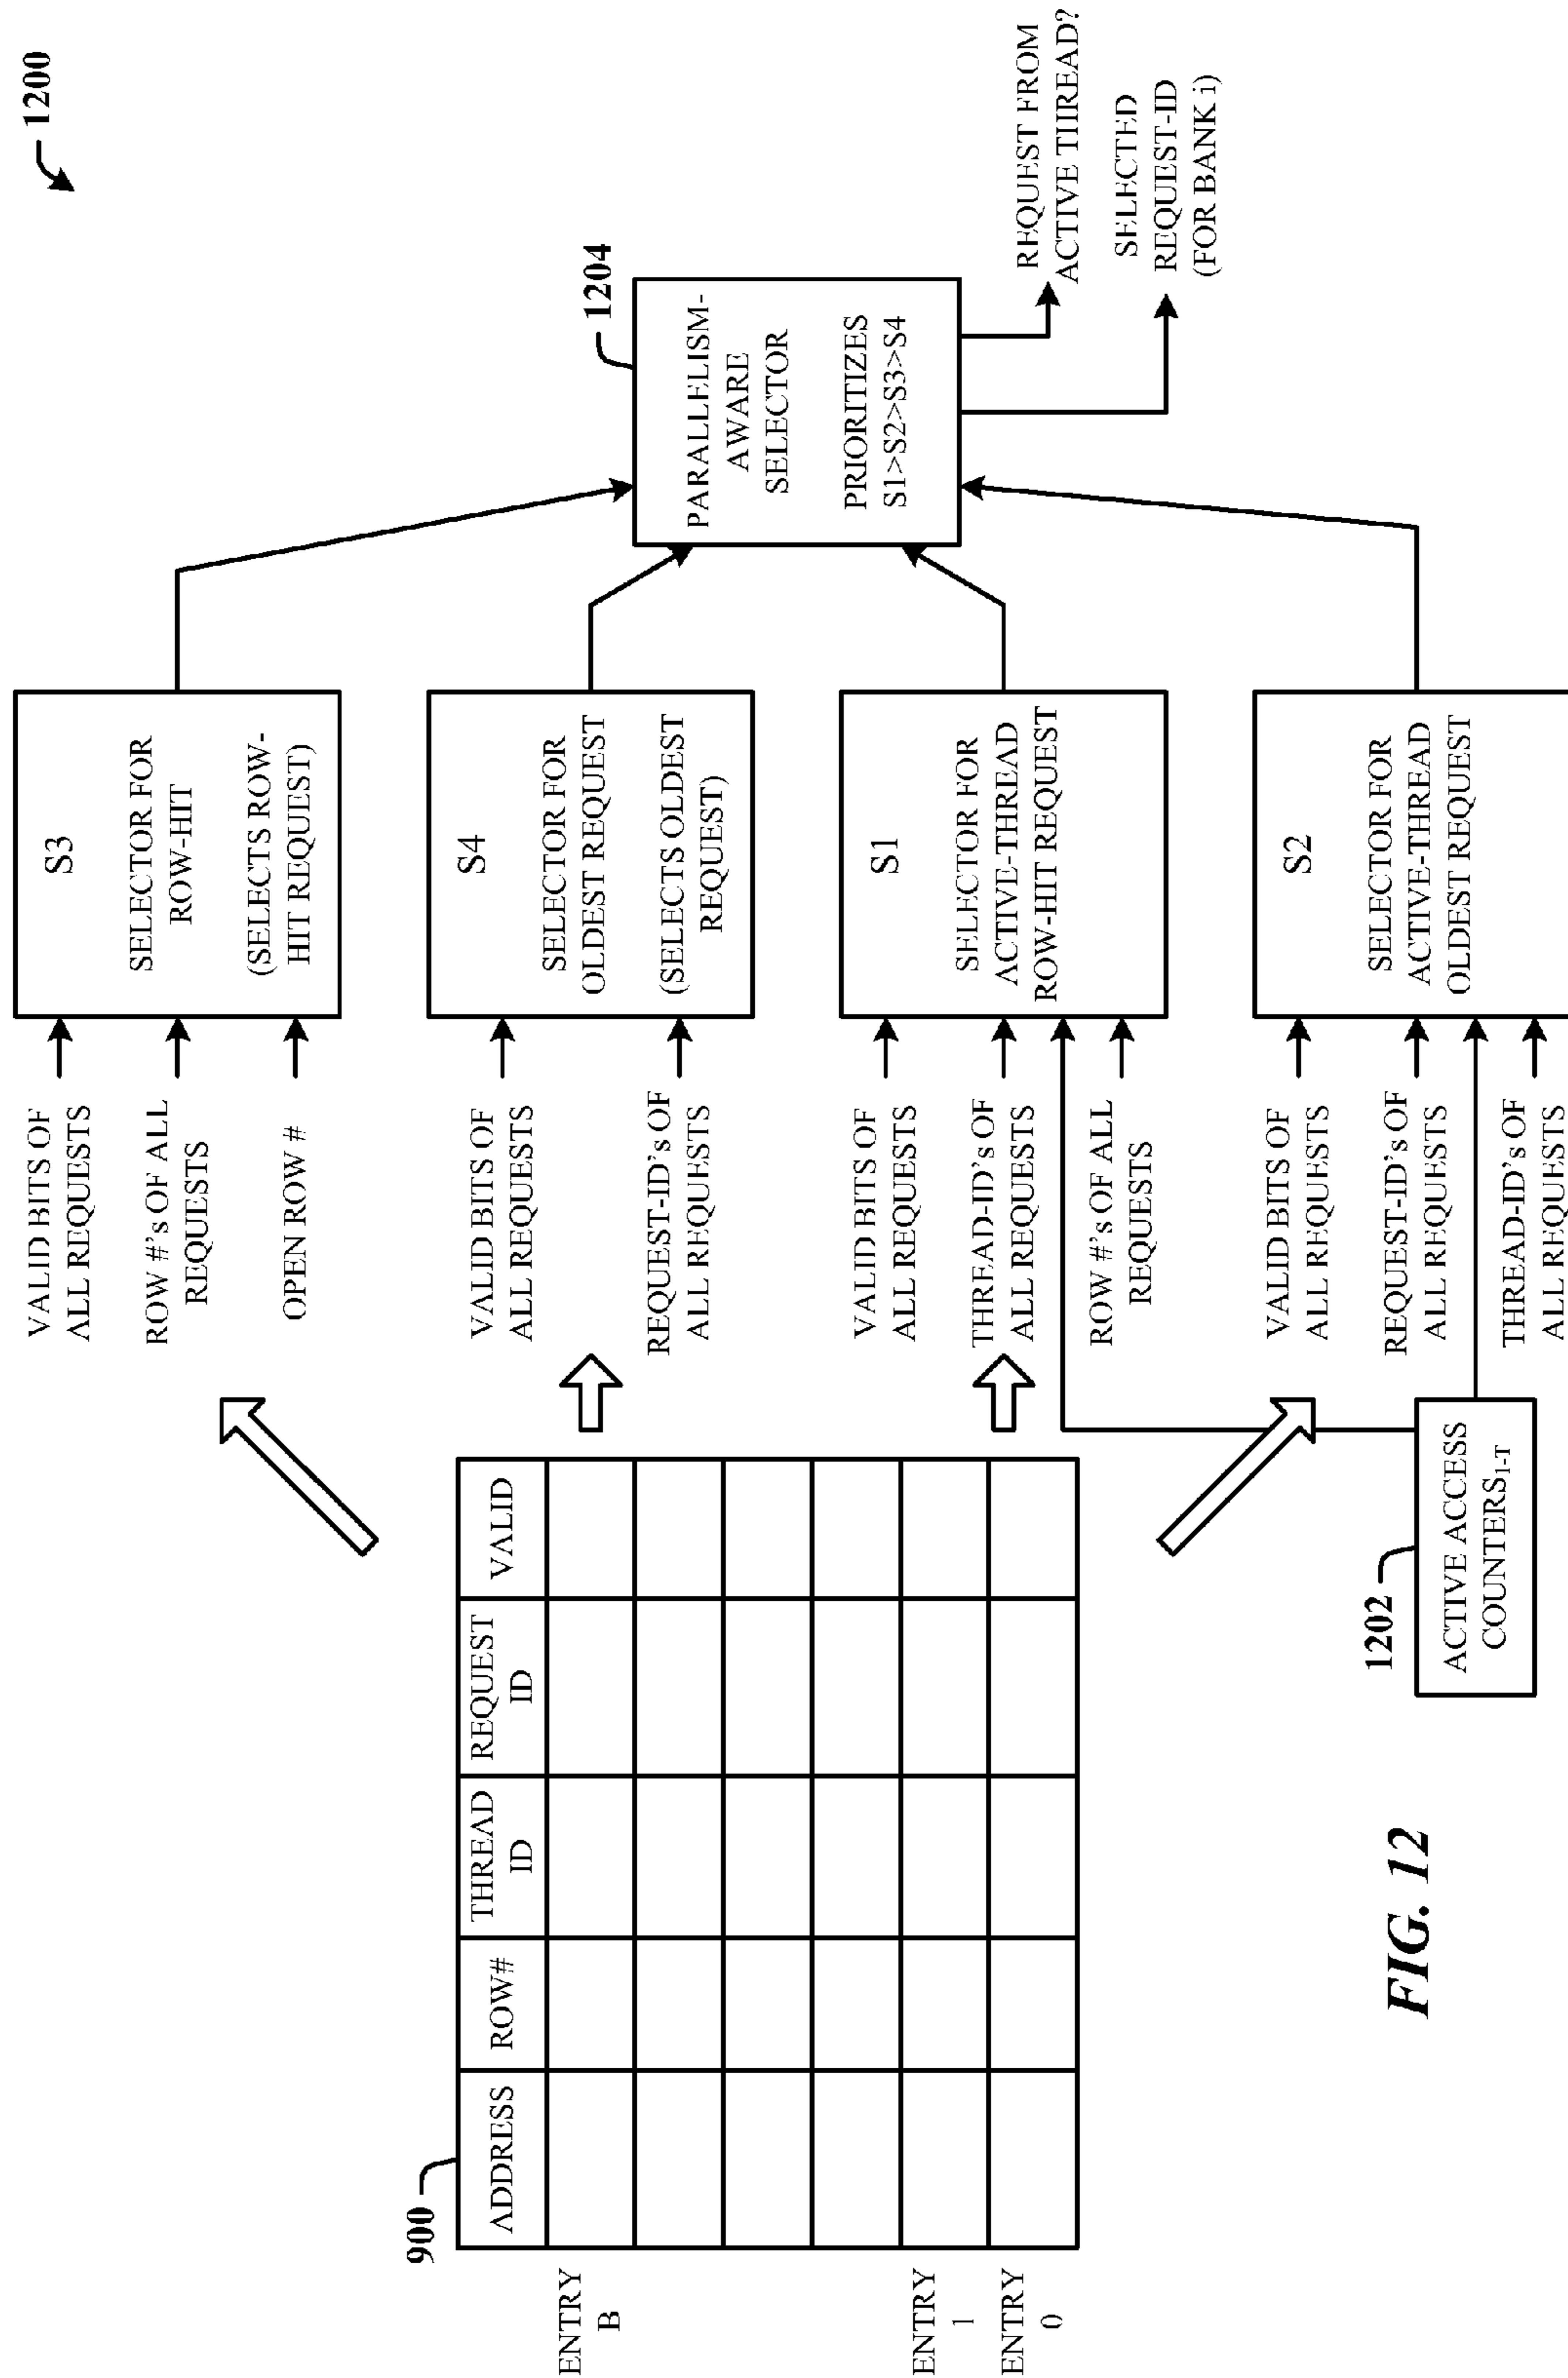 1200
VALID BITS OF
ALL REQUESTS
ROW #'s OF ALL
REQUESTS
OPEN ROW #
S3
SELECTOR FOR
ROW-HIT
(SELECTS ROW-
HIT REQUEST)
VALID BITS OF
ALL REQUESTS
REQUEST-ID's OF
ALL REQUESTS
S4
SELECTOR FOR
OLDEST REQUEST
(SELECTS OLDEST
REQUEST)
VALID BITS OF
ALL REQUESTS
THREAD-ID's OF
ALL REQUESTS
ROW #'s OF ALL
REQUESTS
S1
SELECTOR FOR
ACTIVE-THREAD
ROW-HIT REQUEST
VALID BITS OF
ALL REQUESTS
REQUEST-ID's OF
ALL REQUESTS
THREAD-ID's OF
ALL REQUESTS
S2
SELECTOR FOR
ACTIVE-THREAD
OLDEST REQUEST
1204
PARALLELISM-
AWARE
SELECTOR
PRIORITIZES
S1>S2>S3>S4
REQUEST FROM
ACTIVE THREAD?
SELECTED
REQUEST-ID
(FOR BANK i)
900
ADDRESS
ROW#
THREAD
ID
REQUEST
ID
VALID
ENTRY
B
ENTRY
1
ENTRY
0
1202
ACTIVE ACCESS
COUNTERS1-T
FIG. 12